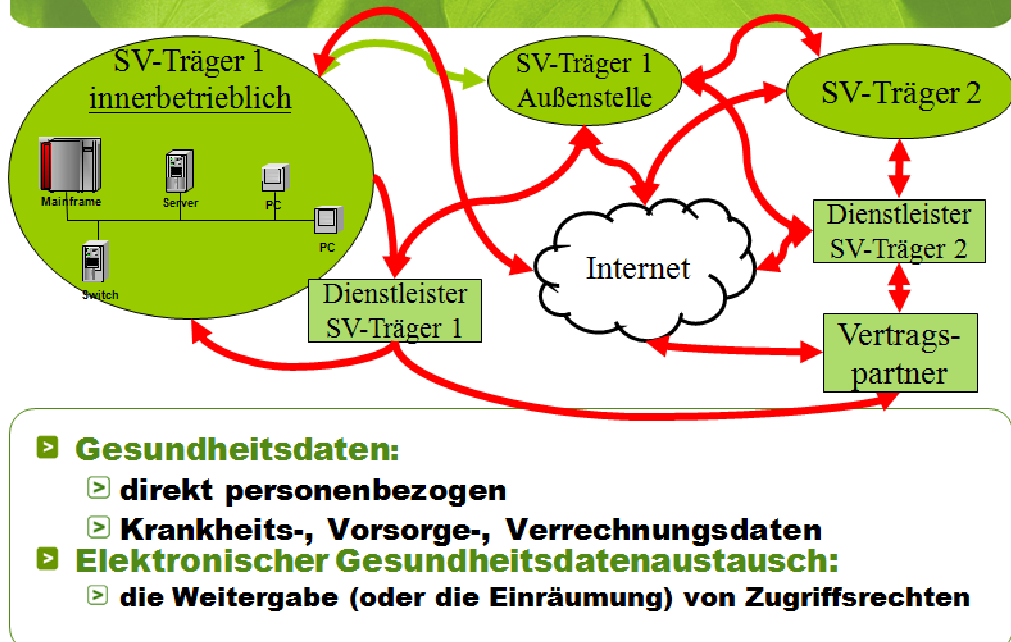 SV-Träger 1
innerbetrieblich
Mainframe
Server
PC
PC
Switch
SV-Träger 1
Außenstelle
SV-Träger 2
Internet
Dienstleister
SV-Träger 2
Dienstleister
SV-Träger 1
Vertrags-
partner
Gesundheitsdaten:
direkt personenbezogen
Krankheits-, Vorsorge-, Verrechnungsdaten
Elektronischer Gesundheitsdatenaustausch:
die Weitergabe (oder die Einräumung) von Zugriffsrechten